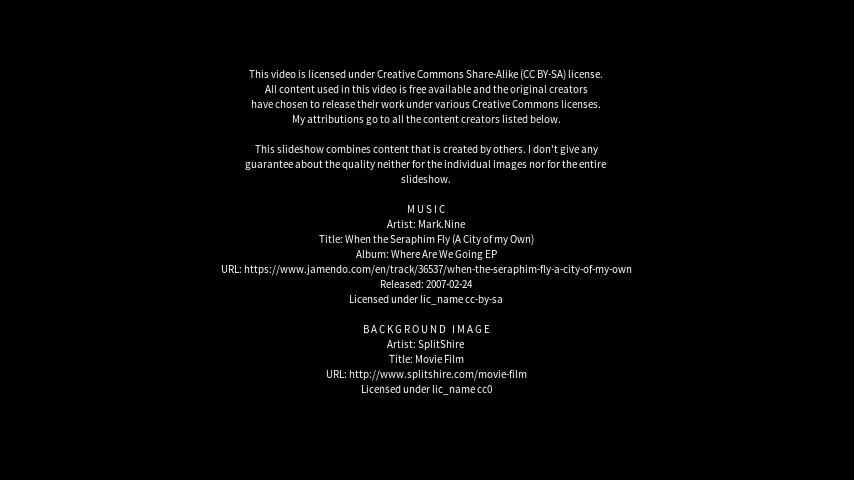 This video is licensed under Creative Commons Share-Alike (CC BY-SA) license.
All content used in this video is free available and the original creators
have chosen to release their work under various Creative Commons licenses.
My attributions go to all the content creators listed below.
This slideshow combines content that is created by others. I don't give any
guarantee about the quality neither for the individual images nor for the entire
slideshow.
MUSIC
Artist: Mark.Nine
Title: When the Seraphim Fly (A City of my Own)
Album: Where Are We Going EP
URL: https://www.jamendo.com/en/track/36537/when-the-seraphim-fly-a-city-of-my-own
Released: 2007-02-24
Licensed under lic_name cc-by-sa
BACKGROUND IMAGE
Artist: SplitShire
Title: Movie Film
URL: http://www.splitshire.com/movie-film
Licensed under lic_name cc0